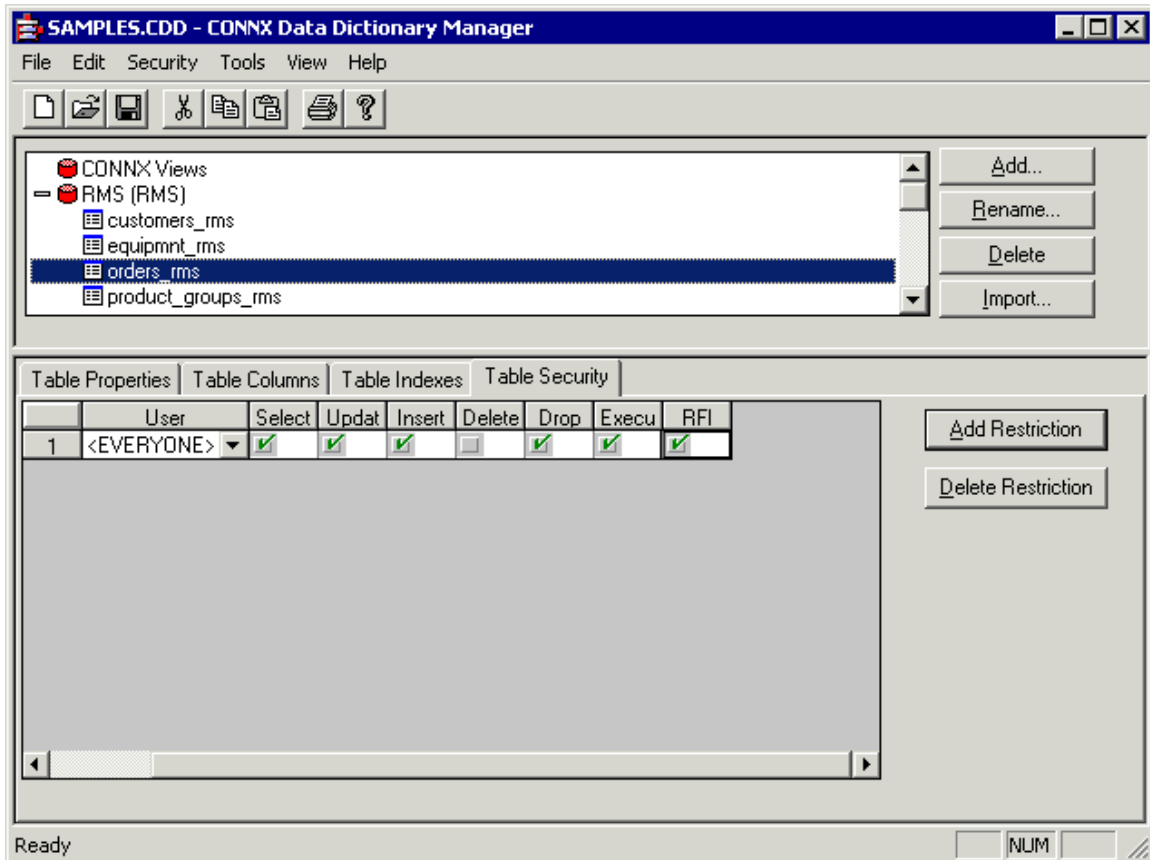 SAMPLES.CDD - CONNX Data Dictionary Manager
File Edit Security Tools View Help
CONNX Views
RMS (RMS)
customers_rms
equipmnt_rms
orders_rms
product_groups_rms
Add...
Rename...
Delete
Import...
Table Properties Table Columns Table Indexes Table Security
User Select Updat Insert Delete Drop Execu RFI
1 <EVERYONE>
Add Restriction
Delete Restriction
Ready NUM